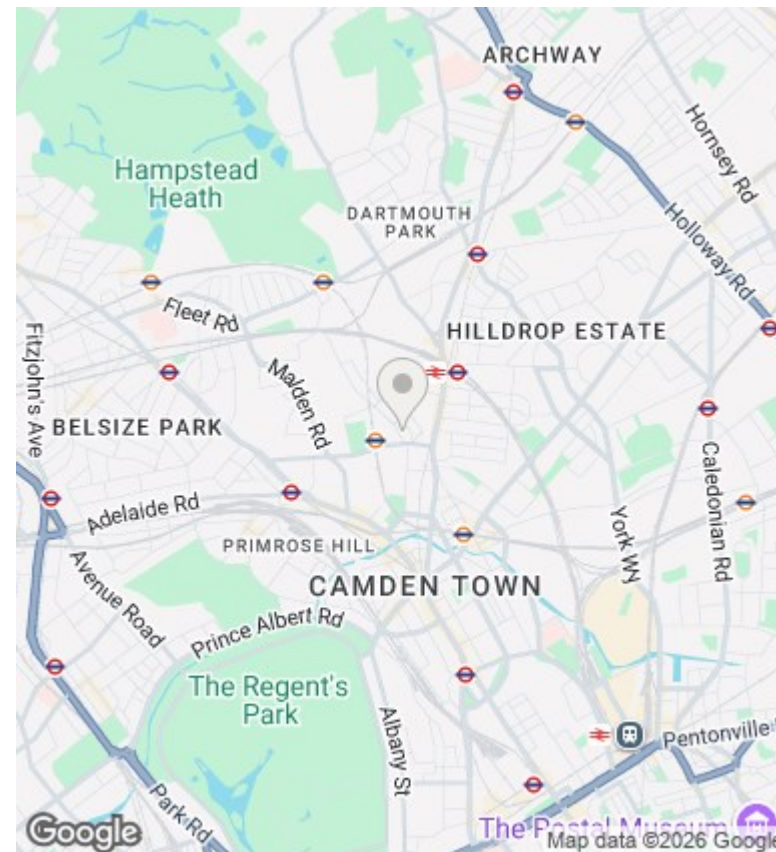 ARCHWAY
Hornsey Rd
Hampstead
Heath
DARTMOUTH
PARK
Holloway Rd
Fleet Rd
HILLDROP ESTATE
Fitzjohn's Ave
Malden Rd
BELSIZE PARK
Caledonian Rd
Adelaide Rd
York Wy
PRIMROSE HILL
CAMDEN TOWN
Avenue Road
Prince Albert Rd
The Regent's
Park
Albany St
Pentonville
Park Rd
The Postal Museum
Google
Map data ©2026 Google